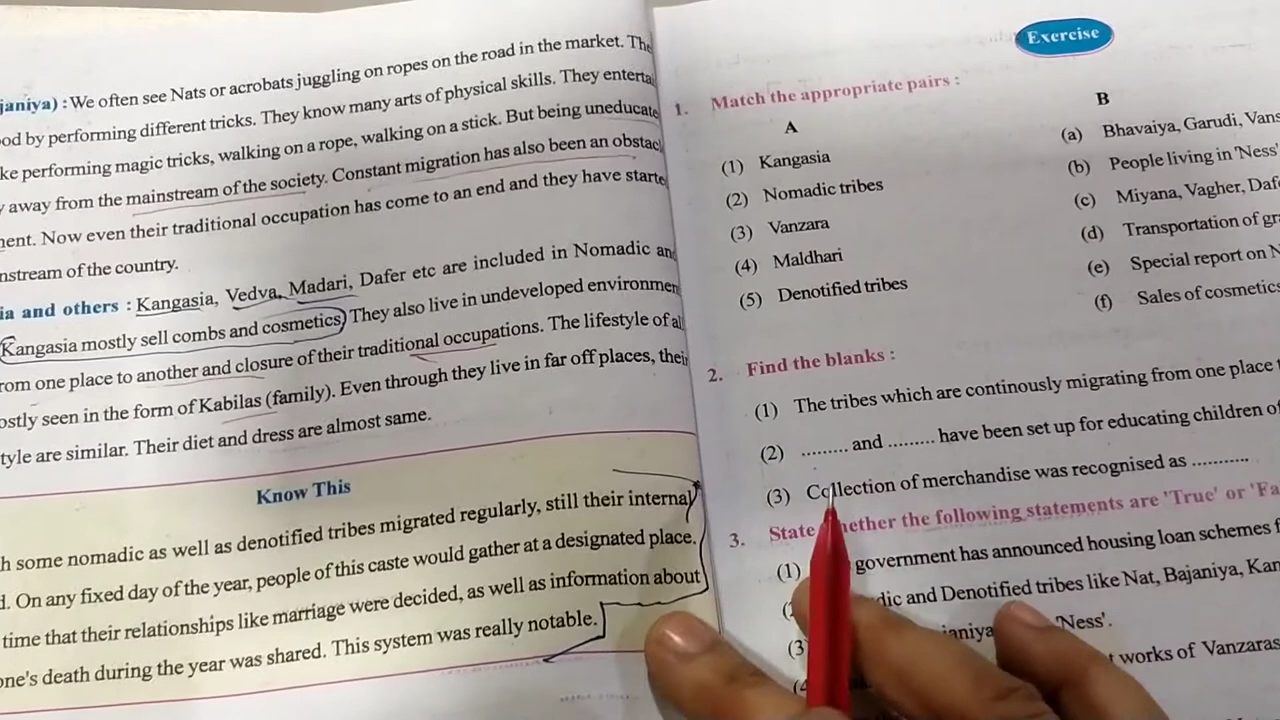 janiya) : We often see Nats or acrobats juggling on ropes on the road in the market. The
ood by performing different tricks. They know many arts of physical skills. They enterta
ke performing magic tricks, walking on a rope, walking on a stick. But being uneducate
y away from the mainstream of the society. Constant migration has also been an obstac
ment. Now even their traditional occupation has come to an end and they have starte
nstream of the country.
ia and others : Kangasia, Vedva, Madari, Dafer etc are included in Nomadic an
Kangasia mostly sell combs and cosmetics. They also live in undeveloped environmen
rom one place to another and closure of their traditional occupations. The lifestyle of al
ostly seen in the form of Kabilas (family). Even through they live in far off places, their
tyle are similar. Their diet and dress are almost same.
Know This
h some nomadic as well as denotified tribes migrated regularly, still their internal
d. On any fixed day of the year, people of this caste would gather at a designated place.
time that their relationships like marriage were decided, as well as information about
one's death during the year was shared. This system was really notable.
Exercise
1. Match the appropriate pairs :
A B
(1) Kangasia (a) Bhavaiya, Garudi, Vans
(2) Nomadic tribes (b) People living in 'Ness'
(3) Vanzara (c) Miyana, Vagher, Dafe
(4) Maldhari (d) Transportation of gra
(5) Denotified tribes (e) Special report on N
(f) Sales of cosmetics
2. Find the blanks :
(1) The tribes which are continously migrating from one place
(2) ......... and ......... have been set up for educating children of
(3) Collection of merchandise was recognised as ...........
3. State whether the following statements are 'True' or 'Fa
(1) government has announced housing loan schemes f
dic and Denotified tribes like Nat, Bajaniya, Kan
(3) janiya 'Ness'.
(4 t works of Vanzaras